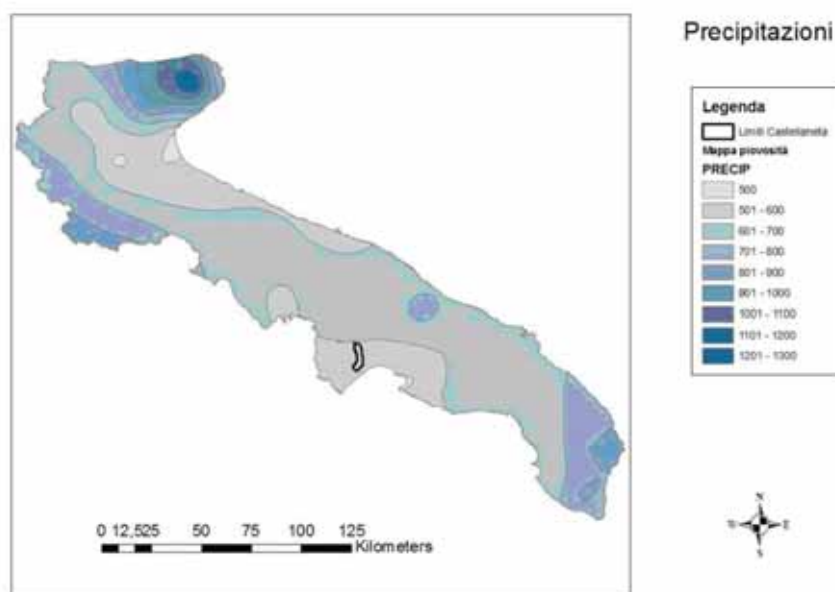 Precipitazioni
Legenda
Limiti Castellaneta
Mappa piovosità
PRECIP
500
501 - 600
601 - 700
701 - 800
801 - 900
901 - 1000
1001 - 1100
1101 - 1200
1201 - 1300
N
W
E
S
0 12,525 50 75 100 125
Kilometers